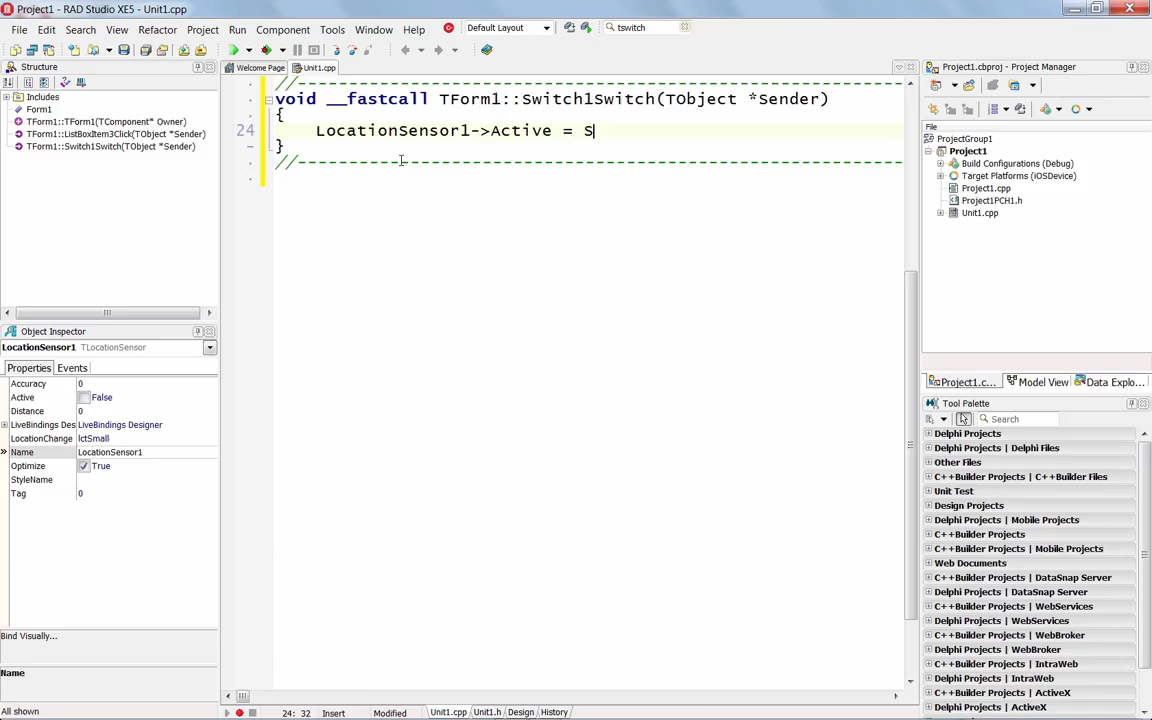 Project1 - RAD Studio XE5 - Unit1.cpp
File Edit Search View Refactor Project Run Component Tools Window Help Default Layout tswitch
Structure
Includes
Form1
TForm1::TForm1(TComponent* Owner)
TForm1::ListBoxItem3Click(TObject *Sender)
TForm1::Switch1Switch(TObject *Sender)
Object Inspector
LocationSensor1 TLocationSensor
Properties Events
Accuracy 0
Active False
Distance 0
LiveBindings Des LiveBindings Designer
LocationChange lctSmall
Name LocationSensor1
Optimize True
StyleName
Tag 0
Bind Visually...
Name
All shown
Welcome Page Unit1.cpp
//---------------------------------------------------------------------------
void __fastcall TForm1::Switch1Switch(TObject *Sender)
{
24 LocationSensor1->Active = S
}
//---------------------------------------------------------------------------
24: 32 Insert Modified Unit1.cpp Unit1.h Design History
Project1.cbproj - Project Manager
File
ProjectGroup1
Project1
Build Configurations (Debug)
Target Platforms (iOSDevice)
Project1.cpp
Project1PCH1.h
Unit1.cpp
Project1.c... Model View Data Explo...
Tool Palette
Search
Delphi Projects
Delphi Projects | Delphi Files
Other Files
C++Builder Projects | C++Builder Files
Unit Test
Design Projects
Delphi Projects | Mobile Projects
C++Builder Projects
C++Builder Projects | Mobile Projects
Web Documents
C++Builder Projects | DataSnap Server
Delphi Projects | DataSnap Server
C++Builder Projects | WebServices
Delphi Projects | WebServices
C++Builder Projects | WebBroker
Delphi Projects | WebBroker
C++Builder Projects | IntraWeb
Delphi Projects | IntraWeb
C++Builder Projects | ActiveX
Delphi Projects | ActiveX